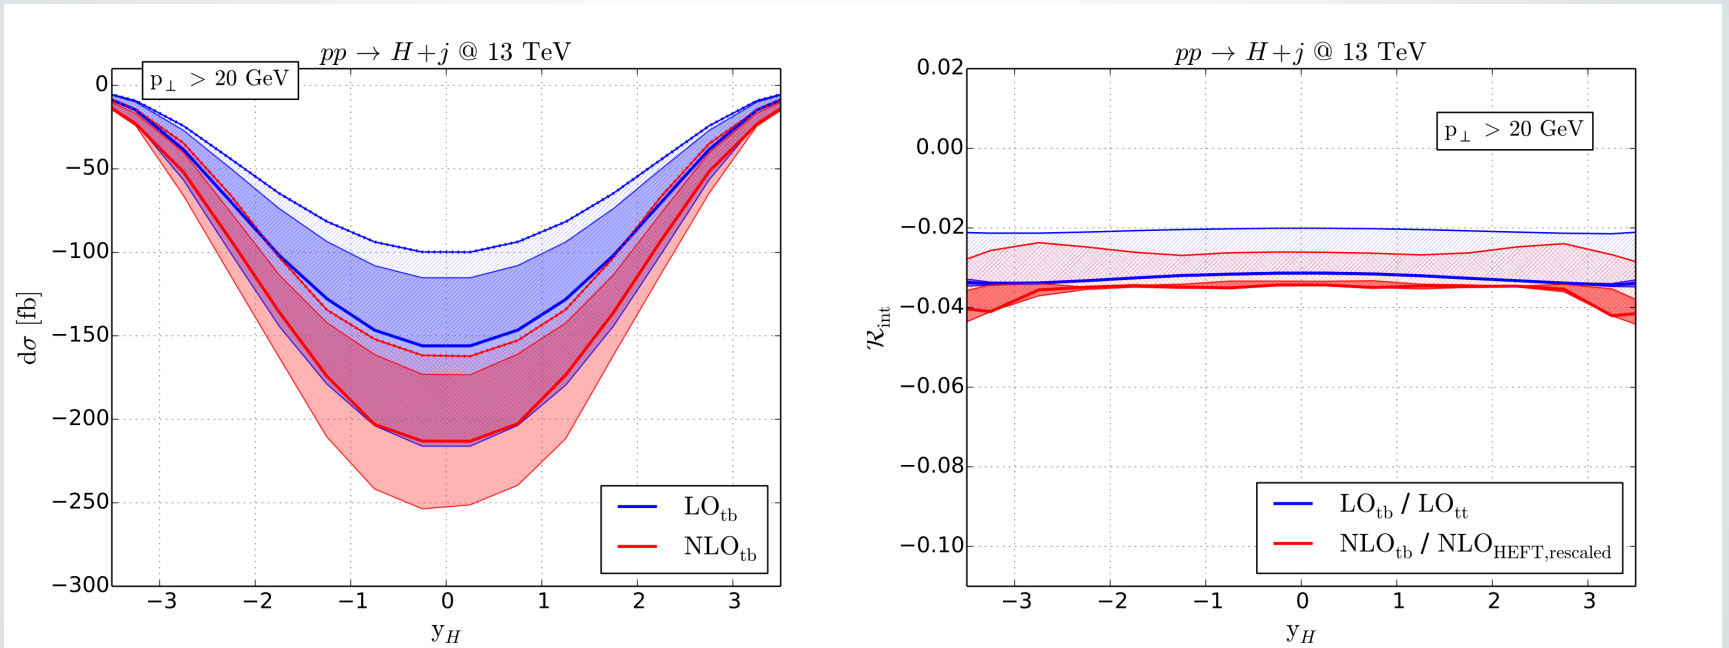 pp → H+j @ 13 TeV
p⊥ > 20 GeV
0
−50
−100
−150
−200
−250
−300
dσ [fb]
LO_tb
NLO_tb
−3 −2 −1 0 1 2 3
y_H
pp → H+j @ 13 TeV
0.02
0.00
−0.02
−0.04
−0.06
−0.08
−0.10
p⊥ > 20 GeV
ℛ_int
LO_tb / LO_tt
NLO_tb / NLO_HEFT,rescaled
−3 −2 −1 0 1 2 3
y_H